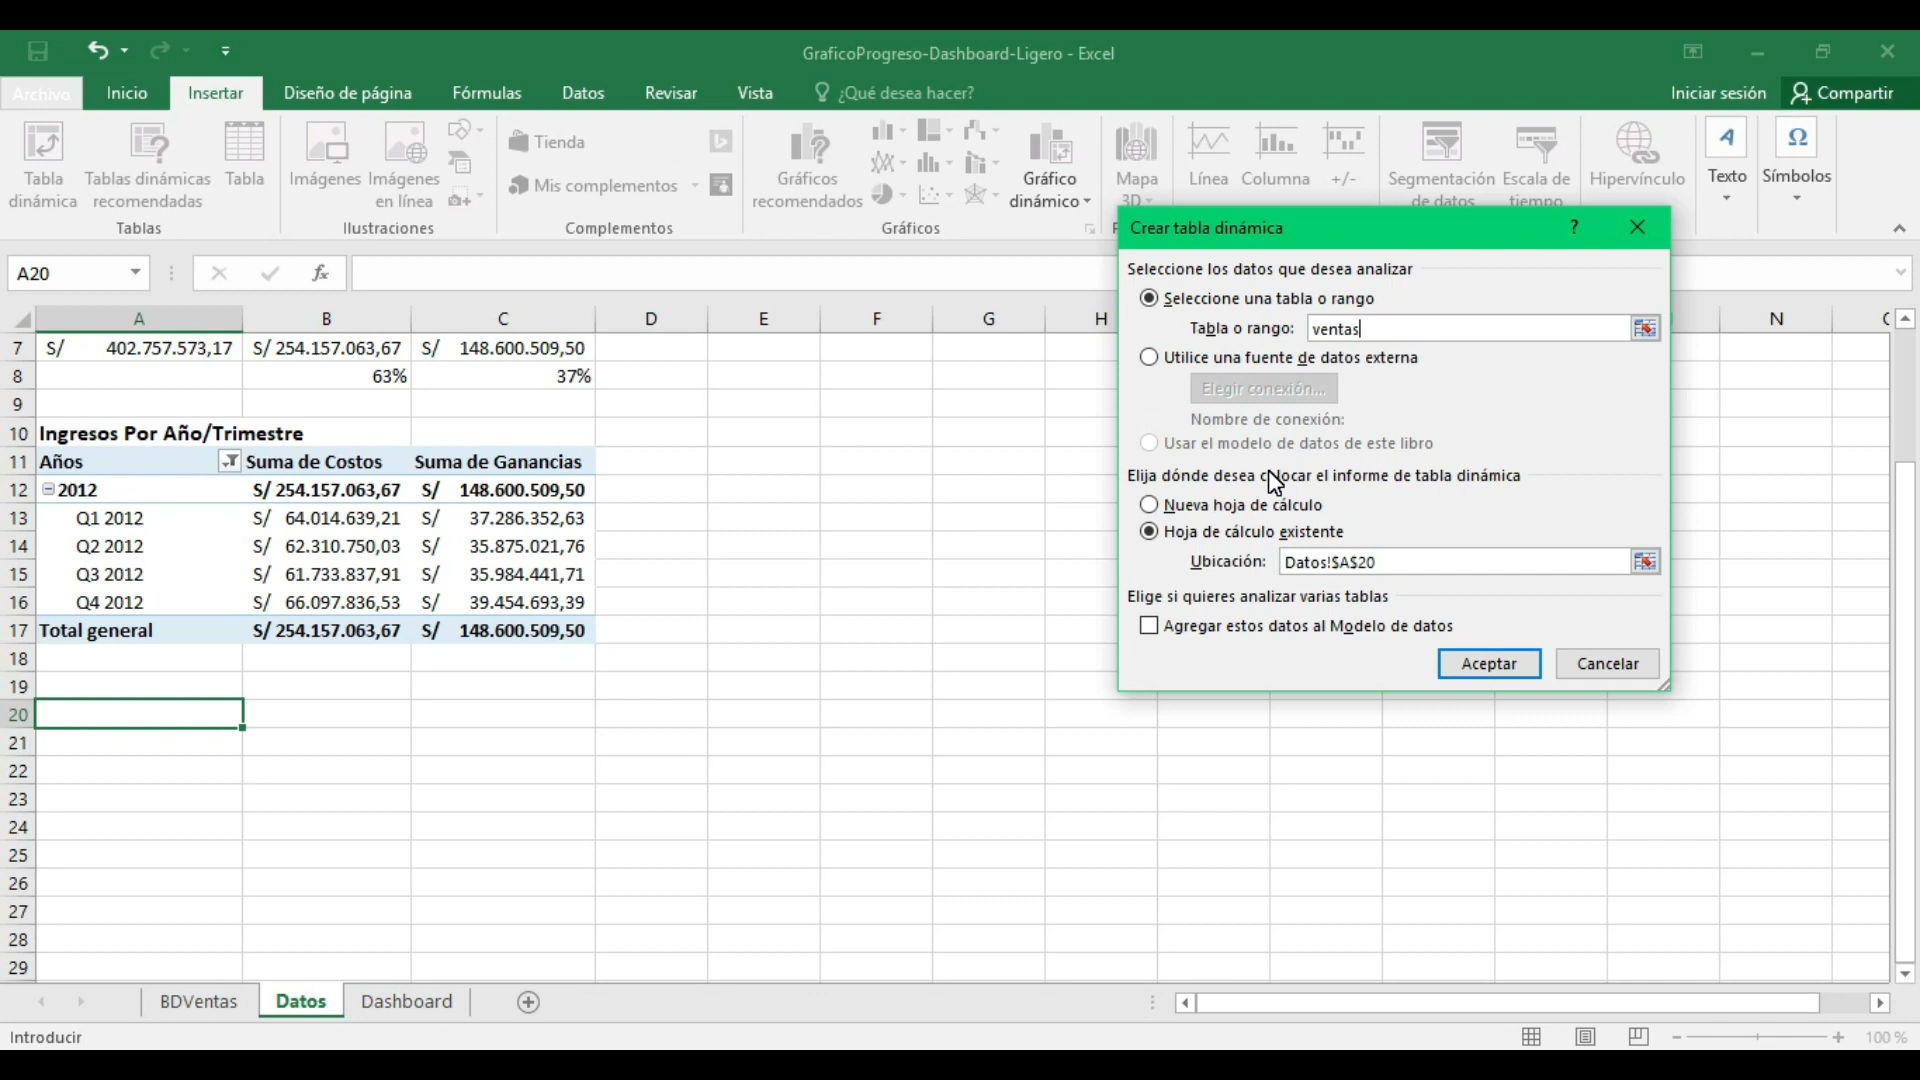 GraficoProgreso-Dashboard-Ligero - Excel
Archivo Inicio Insertar Diseño de página Fórmulas Datos Revisar Vista ¿Qué desea hacer? Iniciar sesión Compartir
Tabla dinámica
Tablas dinámicas recomendadas
Tabla
Imágenes
Imágenes en línea
Tienda
Mis complementos
Gráficos recomendados
Gráfico dinámico
Mapa 3D
Línea
Columna
+/-
Segmentación de datos
Escala de tiempo
Hipervínculo
Texto
Símbolos
Tablas
Ilustraciones
Complementos
Gráficos
A20
fx
A B C D E F G H N
7 S/ 402.757.573,17 S/ 254.157.063,67 S/ 148.600.509,50
8 63% 37%
9
10 Ingresos Por Año/Trimestre
11 Años Suma de Costos Suma de Ganancias
12 2012 S/ 254.157.063,67 S/ 148.600.509,50
13 Q1 2012 S/ 64.014.639,21 S/ 37.286.352,63
14 Q2 2012 S/ 62.310.750,03 S/ 35.875.021,76
15 Q3 2012 S/ 61.733.837,91 S/ 35.984.441,71
16 Q4 2012 S/ 66.097.836,53 S/ 39.454.693,39
17 Total general S/ 254.157.063,67 S/ 148.600.509,50
18
19
20
21
22
23
24
25
26
27
28
29
Crear tabla dinámica ?
Seleccione los datos que desea analizar
Seleccione una tabla o rango
Tabla o rango: ventas
Utilice una fuente de datos externa
Elegir conexión...
Nombre de conexión:
Usar el modelo de datos de este libro
Elija dónde desea colocar el informe de tabla dinámica
Nueva hoja de cálculo
Hoja de cálculo existente
Ubicación: Datos!$A$20
Elige si quieres analizar varias tablas
Agregar estos datos al Modelo de datos
Aceptar Cancelar
BDVentas Datos Dashboard
Introducir
100 %